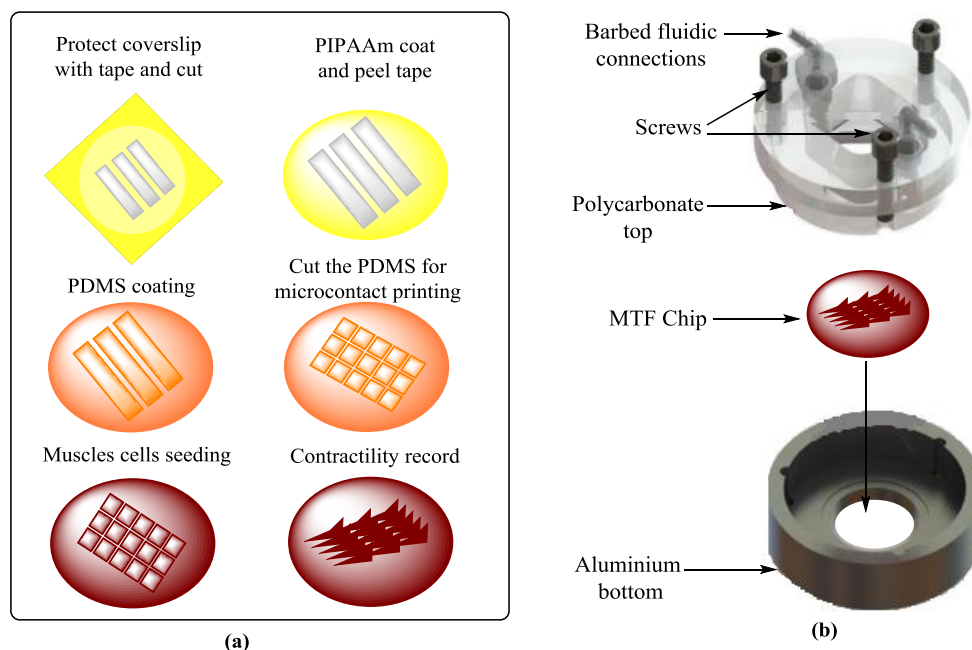 Protect coverslip
with tape and cut
PIPAAm coat
and peel tape
PDMS coating
Cut the PDMS for
microcontact printing
Muscles cells seeding
Contractility record
(a)
Barbed fluidic
connections
Screws
Polycarbonate
top
MTF Chip
Aluminium
bottom
(b)